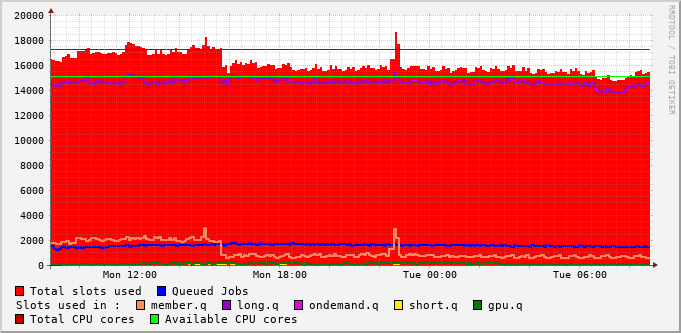 20000
18000
16000
14000
12000
10000
8000
6000
4000
2000
0
Mon 12:00 Mon 18:00 Tue 00:00 Tue 06:00
RRDTOOL / TOBI OETIKER
Total slots used Queued Jobs
Slots used in : member.q long.q ondemand.q short.q gpu.q
Total CPU cores Available CPU cores